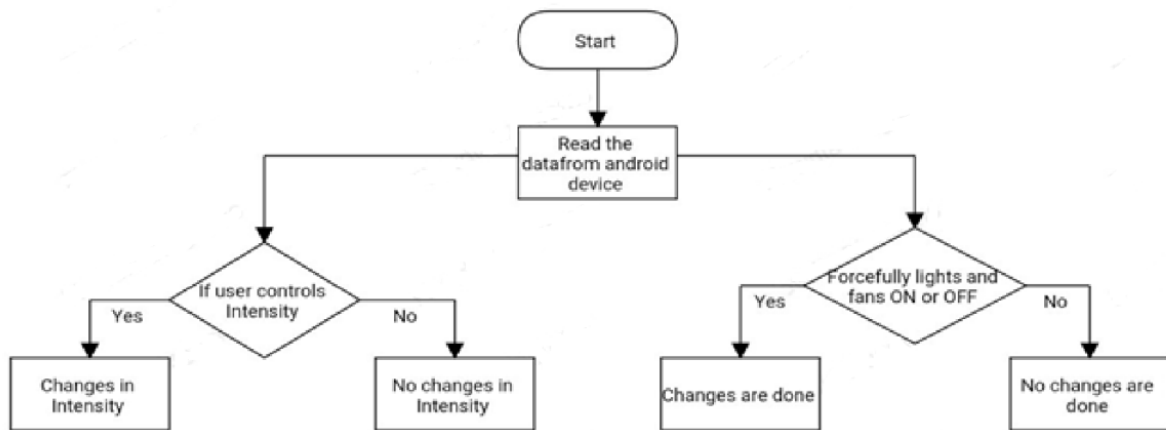 Start
Read the
datafrom android
device
If user controls
Intensity
Forcefully lights and
fans ON or OFF
Yes
No
Yes
No
Changes in
Intensity
No changes in
Intensity
Changes are done
No changes are
done